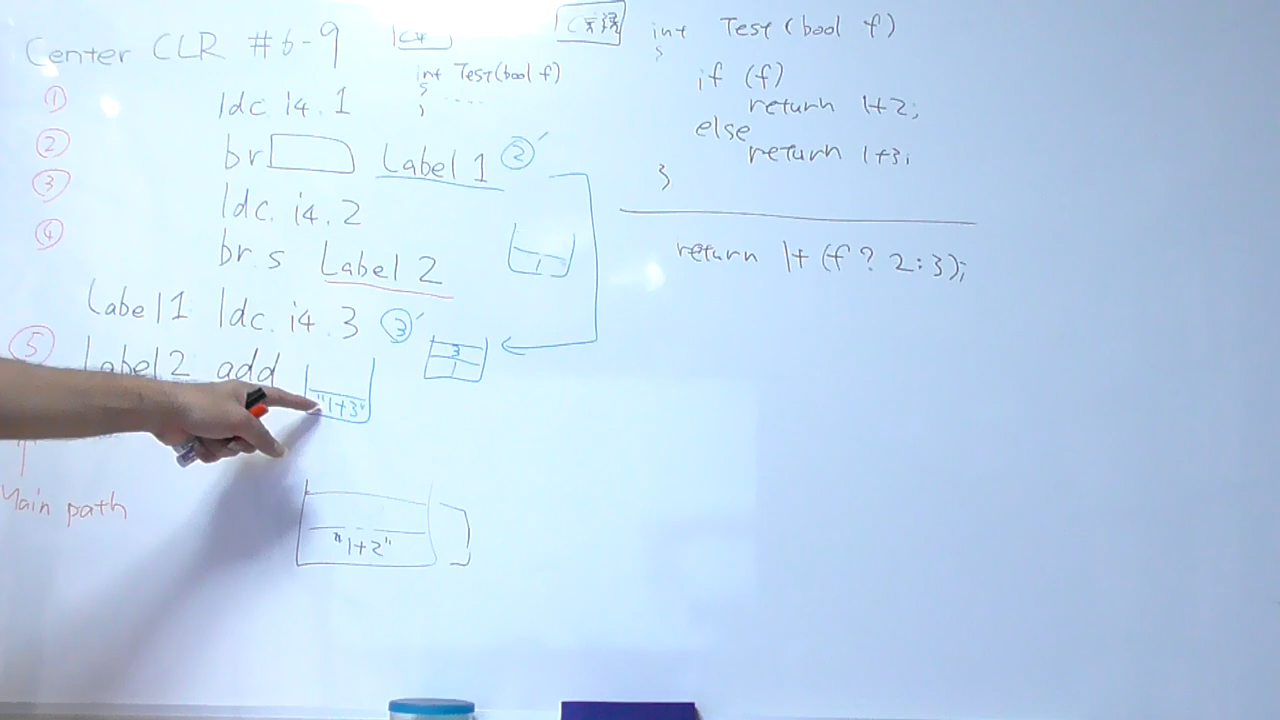 Center CLR #6-9
C#
int Test(bool f)
{
....
}
① ldc.i4.1
② br Label 1 ②′
③ ldc.i4.2
④ br s Label 2
1
Label1 ldc.i4.3 ③′
3
1
⑤ Label2 add
"1+3"
Main path
"1+2"
int Test(bool f)
{
if (f)
return 1+2;
else
return 1+3;
}
return 1+(f ? 2:3);